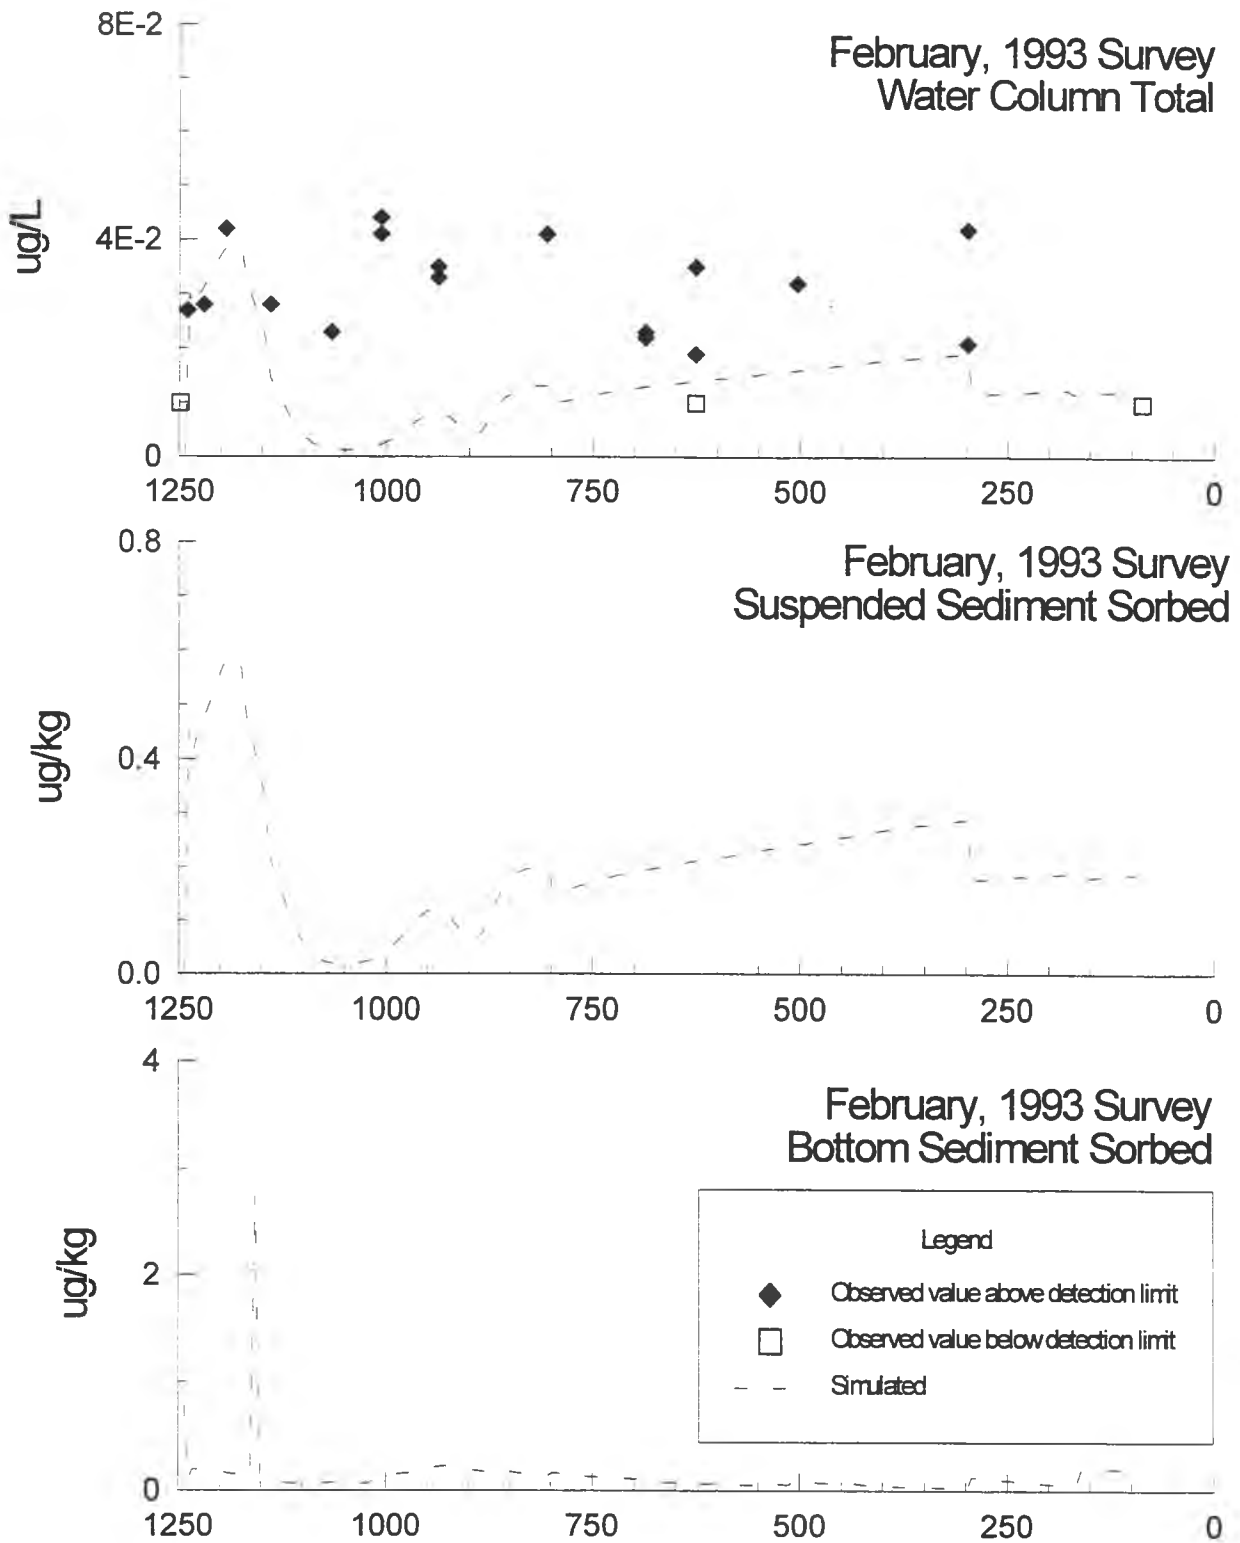 8E-2
February, 1993 Survey
Water Column Total
ug/L
4E-2
0
1250 1000 750 500 250 0
0.8
February, 1993 Survey
Suspended Sediment Sorbed
ug/kg
0.4
0.0
1250 1000 750 500 250 0
4
February, 1993 Survey
Bottom Sediment Sorbed
ug/kg
2
Legend
Observed value above detection limit
Observed value below detection limit
Simulated
0
1250 1000 750 500 250 0